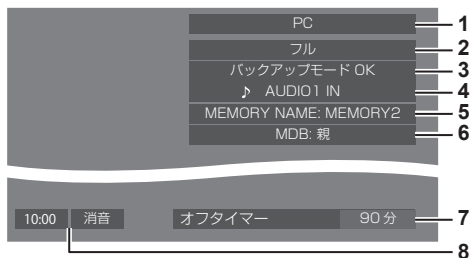 PC 1
フル 2
バックアップモード OK 3
♪ AUDIO1 IN 4
MEMORY NAME: MEMORY2 5
MDB: 親 6
10:00 消音 オフタイマー 90 分 7
8